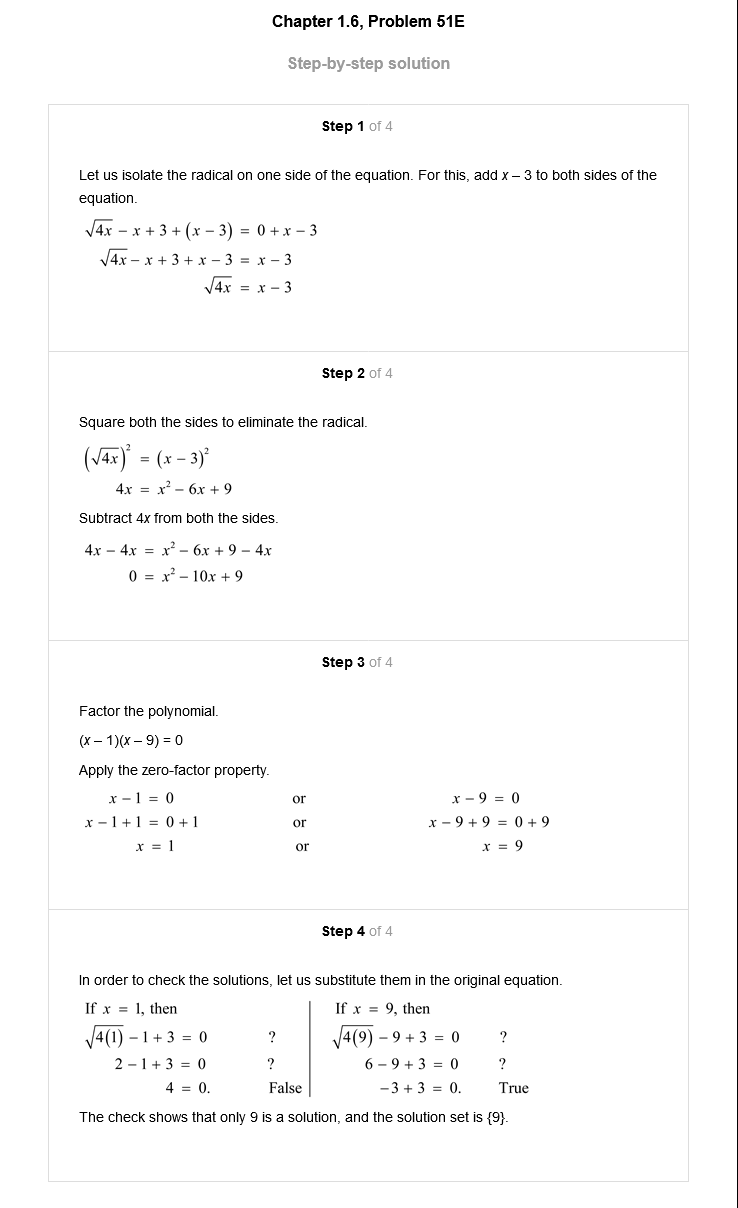 Chapter 1.6, Problem 51E
Step-by-step solution
Step 1 of 4
Let us isolate the radical on one side of the equation. For this, add x – 3 to both sides of the
equation.
√4x − x + 3 + (x − 3) = 0 + x − 3
√4x − x + 3 + x − 3 = x − 3
√4x = x − 3
Step 2 of 4
Square both the sides to eliminate the radical.
(√4x)² = (x − 3)²
4x = x² − 6x + 9
Subtract 4x from both the sides.
4x − 4x = x² − 6x + 9 − 4x
0 = x² − 10x + 9
Step 3 of 4
Factor the polynomial.
(x – 1)(x – 9) = 0
Apply the zero-factor property.
x − 1 = 0 or x − 9 = 0
x − 1 + 1 = 0 + 1 or x − 9 + 9 = 0 + 9
x = 1 or x = 9
Step 4 of 4
In order to check the solutions, let us substitute them in the original equation.
If x = 1, then If x = 9, then
√4(1) − 1 + 3 = 0 ? √4(9) − 9 + 3 = 0 ?
2 − 1 + 3 = 0 ? 6 − 9 + 3 = 0 ?
4 = 0. False −3 + 3 = 0. True
The check shows that only 9 is a solution, and the solution set is {9}.